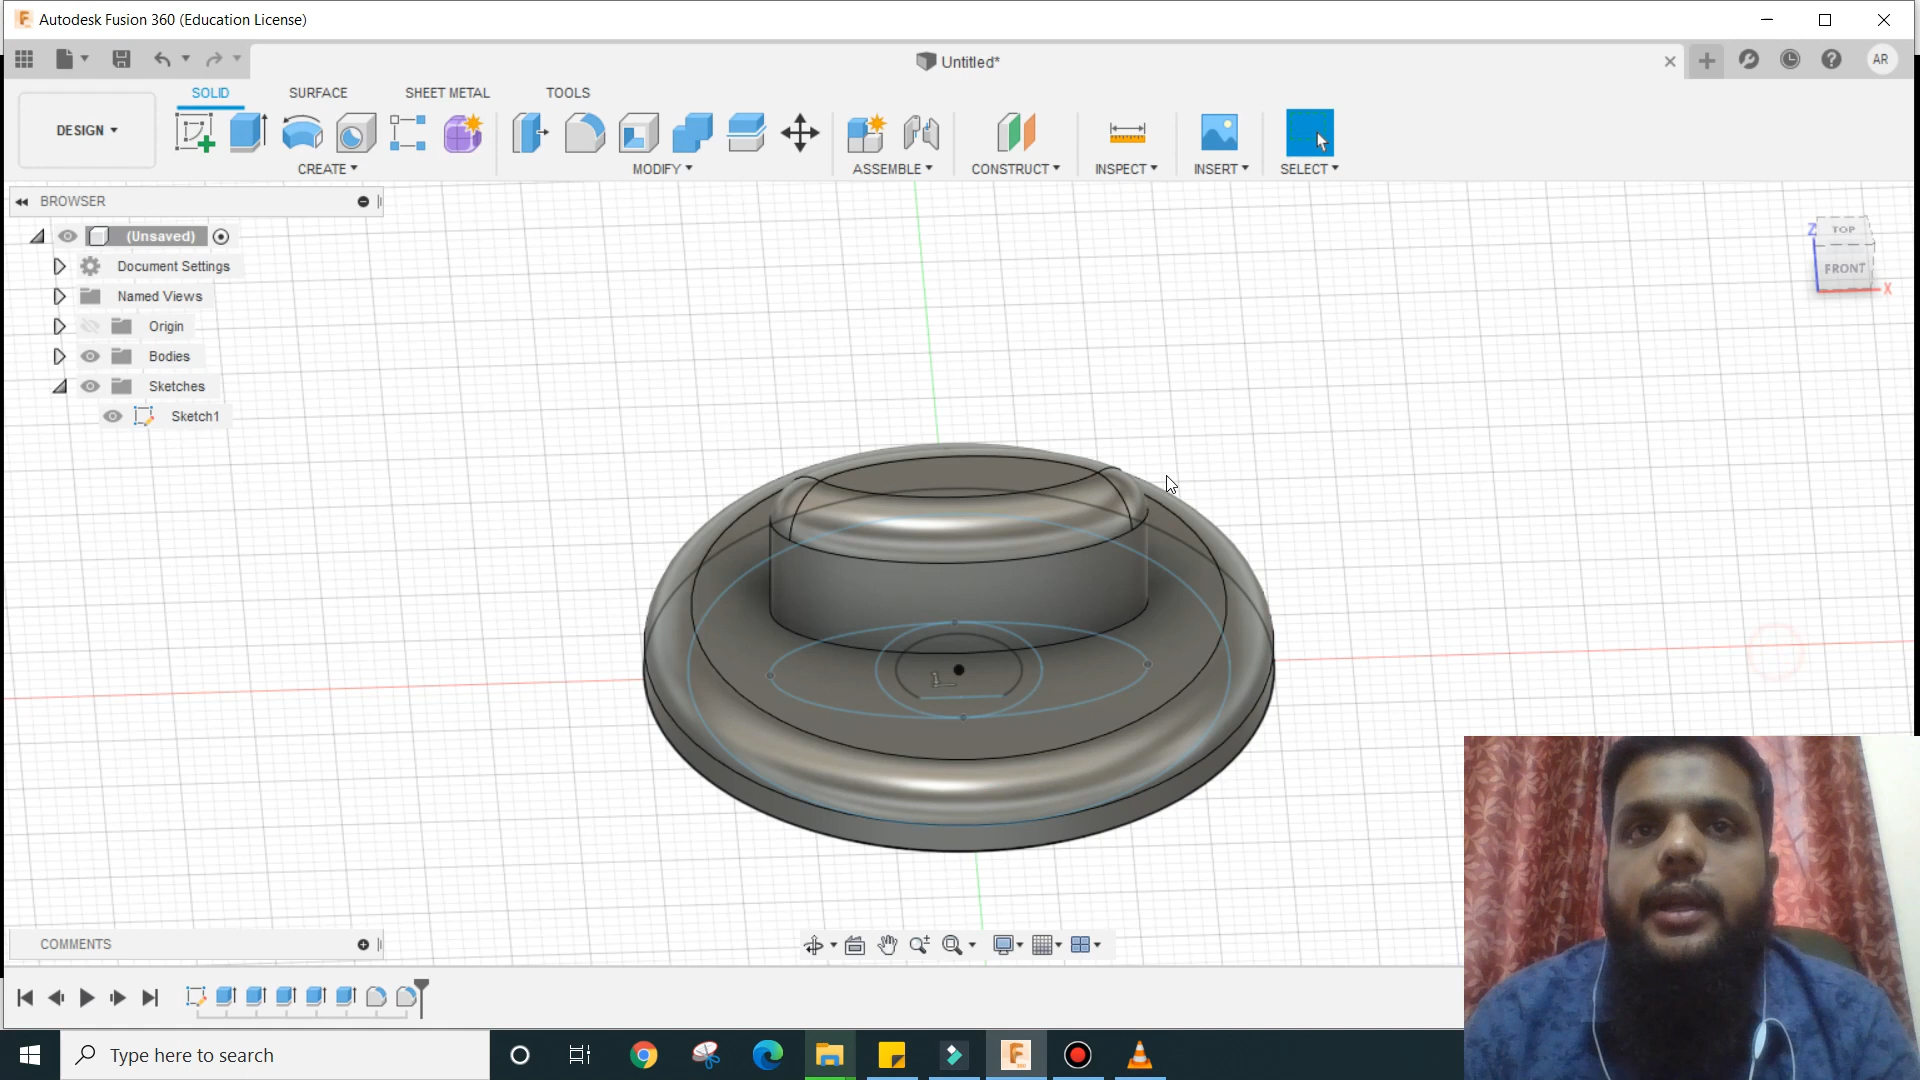 Autodesk Fusion 360 (Education License)
Untitled*
AR
DESIGN
SOLID
SURFACE
SHEET METAL
TOOLS
CREATE
MODIFY
ASSEMBLE
CONSTRUCT
INSPECT
INSERT
SELECT
BROWSER
(Unsaved)
Document Settings
Named Views
Origin
Bodies
Sketches
Sketch1
TOP
FRONT
Z
X
COMMENTS
Type here to search